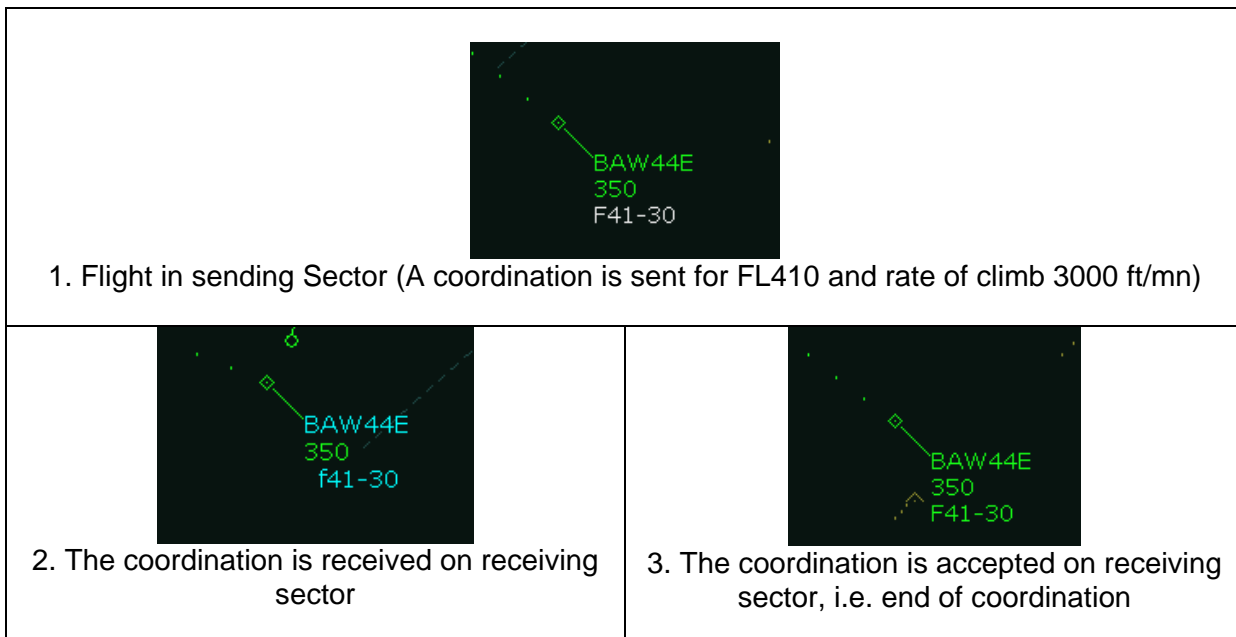 BAW44E
350
F41-30
1. Flight in sending Sector (A coordination is sent for FL410 and rate of climb 3000 ft/mn)
BAW44E
350
f41-30
2. The coordination is received on receiving
sector
BAW44E
350
F41-30
3. The coordination is accepted on receiving
sector, i.e. end of coordination